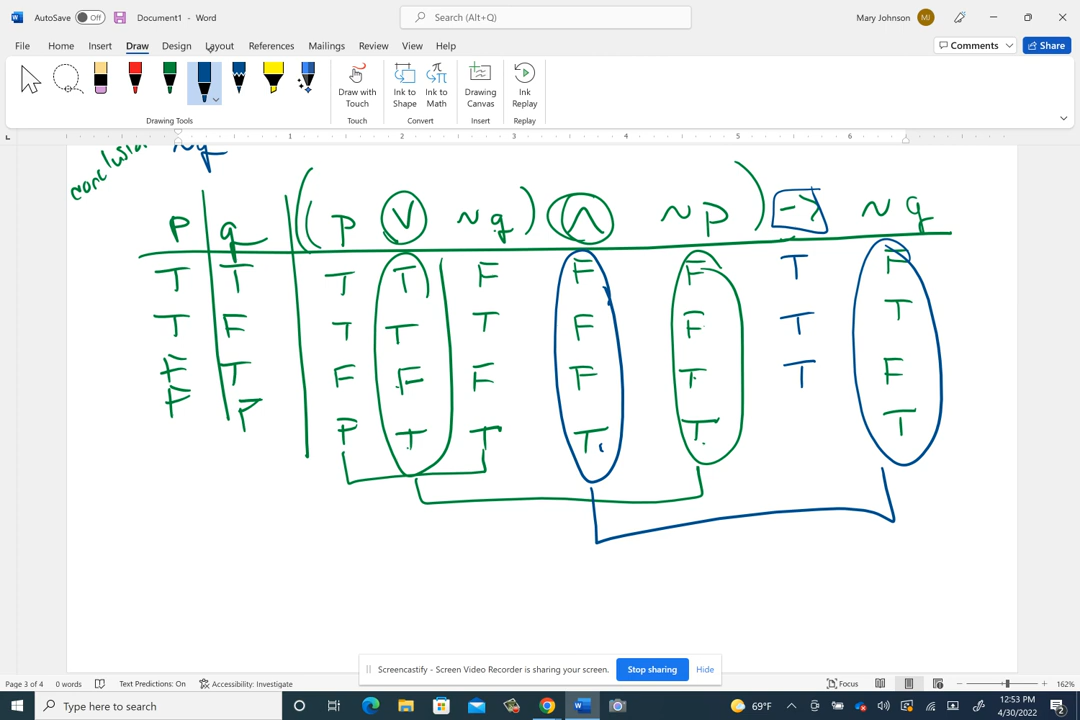 AutoSave Off Document1 - Word Search (Alt+Q) Mary Johnson MJ
File Home Insert Draw Design Layout References Mailings Review View Help Comments Share
Draw with Touch Ink to Shape Ink to Math Drawing Canvas Ink Replay
Drawing Tools Touch Convert Insert Replay
1 2 3 4 5 6
conclusion ~q
p q ((p ∨ ~q) ∧ ~p) → ~q
T T T T F F F T F
T F T T T F F T T
F T F F F F T T F
F F F T T T T T
Screencastify - Screen Video Recorder is sharing your screen. Stop sharing Hide
Page 3 of 4 0 words Text Predictions: On Accessibility: Investigate Focus 162%
Type here to search 69°F 12:53 PM
4/30/2022 2